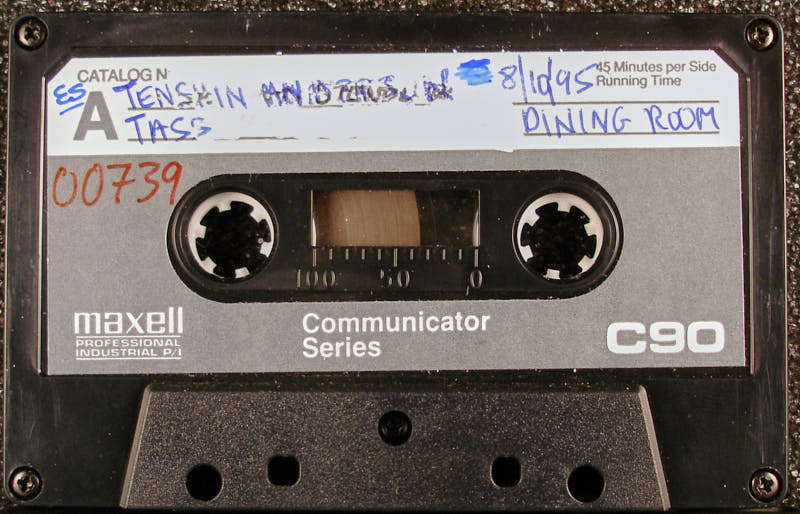 CATALOG N
45 Minutes per Side
Running Time
ES
A
TENSHIN ANDERSON 8/10/95
TASS
DINING ROOM
00739
100 50 0
maxell
PROFESSIONAL
INDUSTRIAL P/I
Communicator
Series
C90